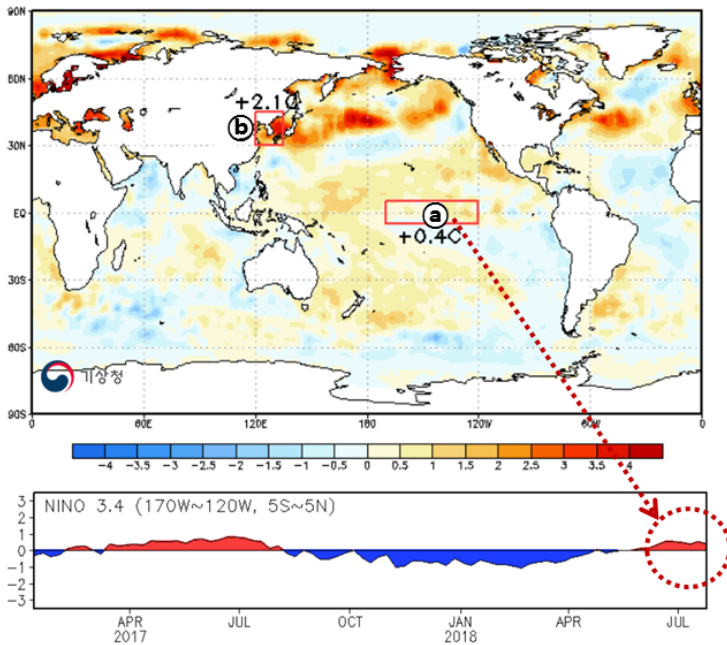 90N
60N
30N
EQ
30S
60S
90S
+2.1C
ⓑ
ⓐ
+0.4C
기상청
0 60E 120E 180 120W 60W 0
-4 -3.5 -3 -2.5 -2 -1.5 -1 -0.5 0 0.5 1 1.5 2 2.5 3 3.5 4
NINO 3.4 (170W~120W, 5S~5N)
3
2
1
0
-1
-2
-3
APR JUL OCT JAN APR JUL
2017 2018